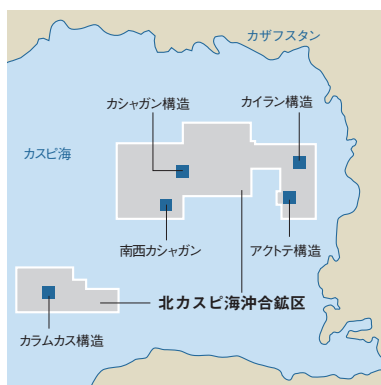 カザフスタン
カシャガン構造
カイラン構造
カスピ海
南西カシャガン
アクトテ構造
北カスピ海沖合鉱区
カラムカス構造